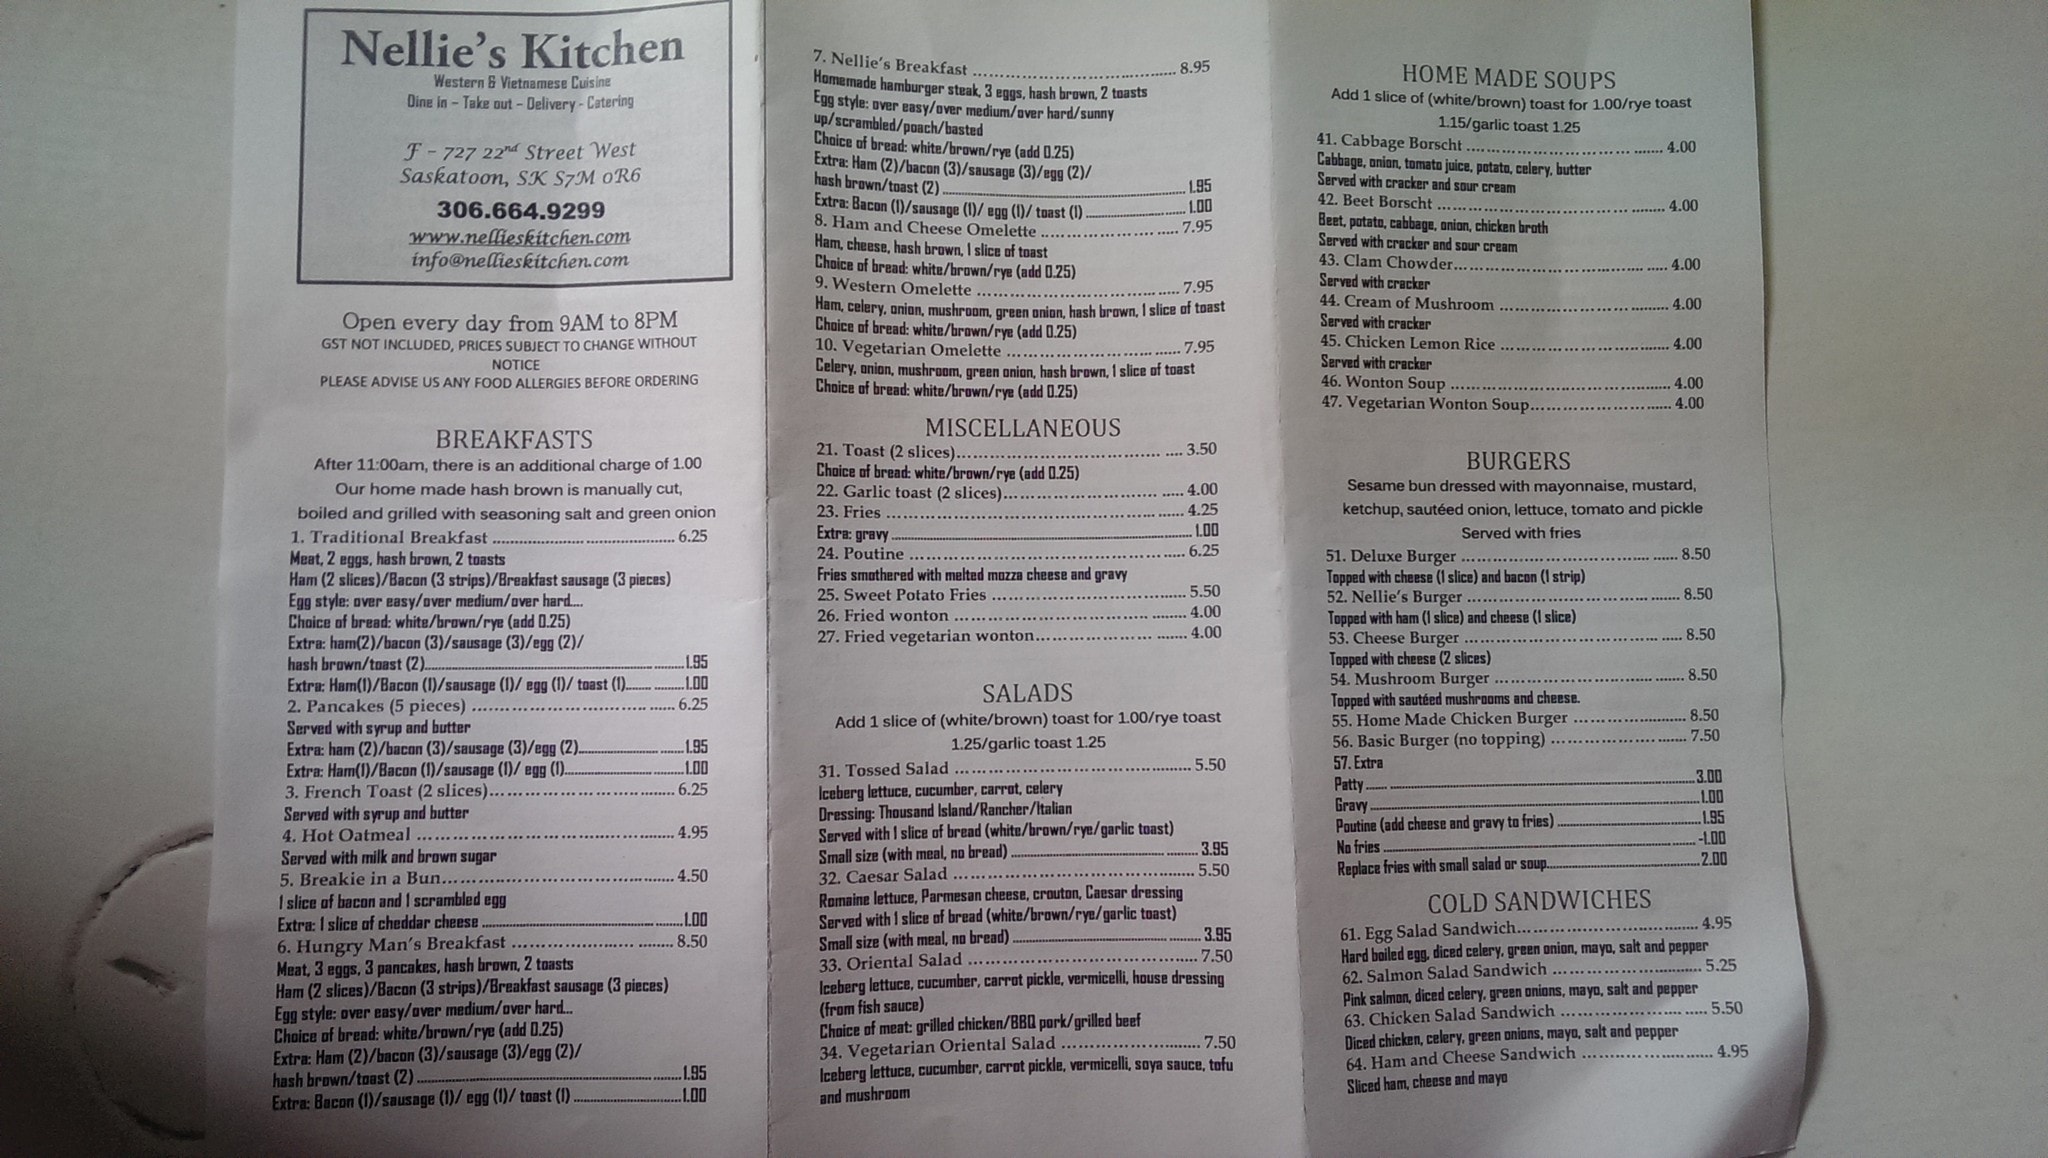 Nellie's Kitchen
Western & Vietnamese Cuisine
Dine in – Take out – Delivery - Catering
F – 727 22nd Street West
Saskatoon, SK S7M 0R6
306.664.9299
www.nellieskitchen.com
info@nellieskitchen.com
Open every day from 9AM to 8PM
GST NOT INCLUDED, PRICES SUBJECT TO CHANGE WITHOUT
NOTICE
PLEASE ADVISE US ANY FOOD ALLERGIES BEFORE ORDERING
BREAKFASTS
After 11:00am, there is an additional charge of 1.00
Our home made hash brown is manually cut,
boiled and grilled with seasoning salt and green onion
1. Traditional Breakfast ........................ 6.25
Meat, 2 eggs, hash brown, 2 toasts
Ham (2 slices)/Bacon (3 strips)/Breakfast sausage (3 pieces)
Egg style: over easy/over medium/over hard....
Choice of bread: white/brown/rye (add 0.25)
Extra: ham(2)/bacon (3)/sausage (3)/egg (2)/
hash brown/toast (2)........................1.95
Extra: Ham(1)/Bacon (1)/sausage (1)/ egg (1)/ toast (1)........................1.00
2. Pancakes (5 pieces) ........................ 6.25
Served with syrup and butter
Extra: ham (2)/bacon (3)/sausage (3)/egg (2)........................1.95
Extra: Ham(1)/Bacon (1)/sausage (1)/ egg (1)........................1.00
3. French Toast (2 slices)........................ 6.25
Served with syrup and butter
4. Hot Oatmeal ........................ 4.95
Served with milk and brown sugar
5. Breakie in a Bun........................ 4.50
1 slice of bacon and 1 scrambled egg
Extra: 1 slice of cheddar cheese ........................1.00
6. Hungry Man's Breakfast ........................ 8.50
Meat, 3 eggs, 3 pancakes, hash brown, 2 toasts
Ham (2 slices)/Bacon (3 strips)/Breakfast sausage (3 pieces)
Egg style: over easy/over medium/over hard...
Choice of bread: white/brown/rye (add 0.25)
Extra: Ham (2)/bacon (3)/sausage (3)/egg (2)/
hash brown/toast (2) ........................1.95
Extra: Bacon (1)/sausage (1)/ egg (1)/ toast (1) ........................1.00
7. Nellie's Breakfast ........................ 8.95
Homemade hamburger steak, 3 eggs, hash brown, 2 toasts
Egg style: over easy/over medium/over hard/sunny
up/scrambled/poach/basted
Choice of bread: white/brown/rye (add 0.25)
Extra: Ham (2)/bacon (3)/sausage (3)/egg (2)/
hash brown/toast (2) ........................ 1.95
Extra: Bacon (1)/sausage (1)/ egg (1)/ toast (1) ........................ 1.00
8. Ham and Cheese Omelette ........................ 7.95
Ham, cheese, hash brown, 1 slice of toast
Choice of bread: white/brown/rye (add 0.25)
9. Western Omelette ........................ 7.95
Ham, celery, onion, mushroom, green onion, hash brown, 1 slice of toast
Choice of bread: white/brown/rye (add 0.25)
10. Vegetarian Omelette ........................ 7.95
Celery, onion, mushroom, green onion, hash brown, 1 slice of toast
Choice of bread: white/brown/rye (add 0.25)
MISCELLANEOUS
21. Toast (2 slices)........................ 3.50
Choice of bread: white/brown/rye (add 0.25)
22. Garlic toast (2 slices)........................ 4.00
23. Fries ........................ 4.25
Extra: gravy ........................ 1.00
24. Poutine ........................ 6.25
Fries smothered with melted mozza cheese and gravy
25. Sweet Potato Fries ........................ 5.50
26. Fried wonton ........................ 4.00
27. Fried vegetarian wonton........................ 4.00
SALADS
Add 1 slice of (white/brown) toast for 1.00/rye toast
1.25/garlic toast 1.25
31. Tossed Salad ........................ 5.50
Iceberg lettuce, cucumber, carrot, celery
Dressing: Thousand Island/Rancher/Italian
Served with 1 slice of bread (white/brown/rye/garlic toast)
Small size (with meal, no bread) ........................ 3.95
32. Caesar Salad ........................ 5.50
Romaine lettuce, Parmesan cheese, crouton, Caesar dressing
Served with 1 slice of bread (white/brown/rye/garlic toast)
Small size (with meal, no bread) ........................ 3.95
33. Oriental Salad ........................ 7.50
Iceberg lettuce, cucumber, carrot pickle, vermicelli, house dressing
(from fish sauce)
Choice of meat: grilled chicken/BBQ pork/grilled beef
34. Vegetarian Oriental Salad ........................ 7.50
Iceberg lettuce, cucumber, carrot pickle, vermicelli, soya sauce, tofu
and mushroom
HOME MADE SOUPS
Add 1 slice of (white/brown) toast for 1.00/rye toast
1.15/garlic toast 1.25
41. Cabbage Borscht ........................ 4.00
Cabbage, onion, tomato juice, potato, celery, butter
Served with cracker and sour cream
42. Beet Borscht ........................ 4.00
Beet, potato, cabbage, onion, chicken broth
Served with cracker and sour cream
43. Clam Chowder........................ 4.00
Served with cracker
44. Cream of Mushroom ........................ 4.00
Served with cracker
45. Chicken Lemon Rice ........................ 4.00
Served with cracker
46. Wonton Soup ........................ 4.00
47. Vegetarian Wonton Soup........................ 4.00
BURGERS
Sesame bun dressed with mayonnaise, mustard,
ketchup, sautéed onion, lettuce, tomato and pickle
Served with fries
51. Deluxe Burger ........................ 8.50
Topped with cheese (1 slice) and bacon (1 strip)
52. Nellie's Burger ........................ 8.50
Topped with ham (1 slice) and cheese (1 slice)
53. Cheese Burger ........................ 8.50
Topped with cheese (2 slices)
54. Mushroom Burger ........................ 8.50
Topped with sautéed mushrooms and cheese.
55. Home Made Chicken Burger ........................ 8.50
56. Basic Burger (no topping) ........................ 7.50
57. Extra
Patty ........................ 3.00
Gravy ........................ 1.00
Poutine (add cheese and gravy to fries) ........................ 1.95
No fries ........................ -1.00
Replace fries with small salad or soup........................ 2.00
COLD SANDWICHES
61. Egg Salad Sandwich........................ 4.95
Hard boiled egg, diced celery, green onion, mayo, salt and pepper
62. Salmon Salad Sandwich ........................ 5.25
Pink salmon, diced celery, green onions, mayo, salt and pepper
63. Chicken Salad Sandwich ........................ 5.50
Diced chicken, celery, green onions, mayo, salt and pepper
64. Ham and Cheese Sandwich ........................ 4.95
Sliced ham, cheese and mayo